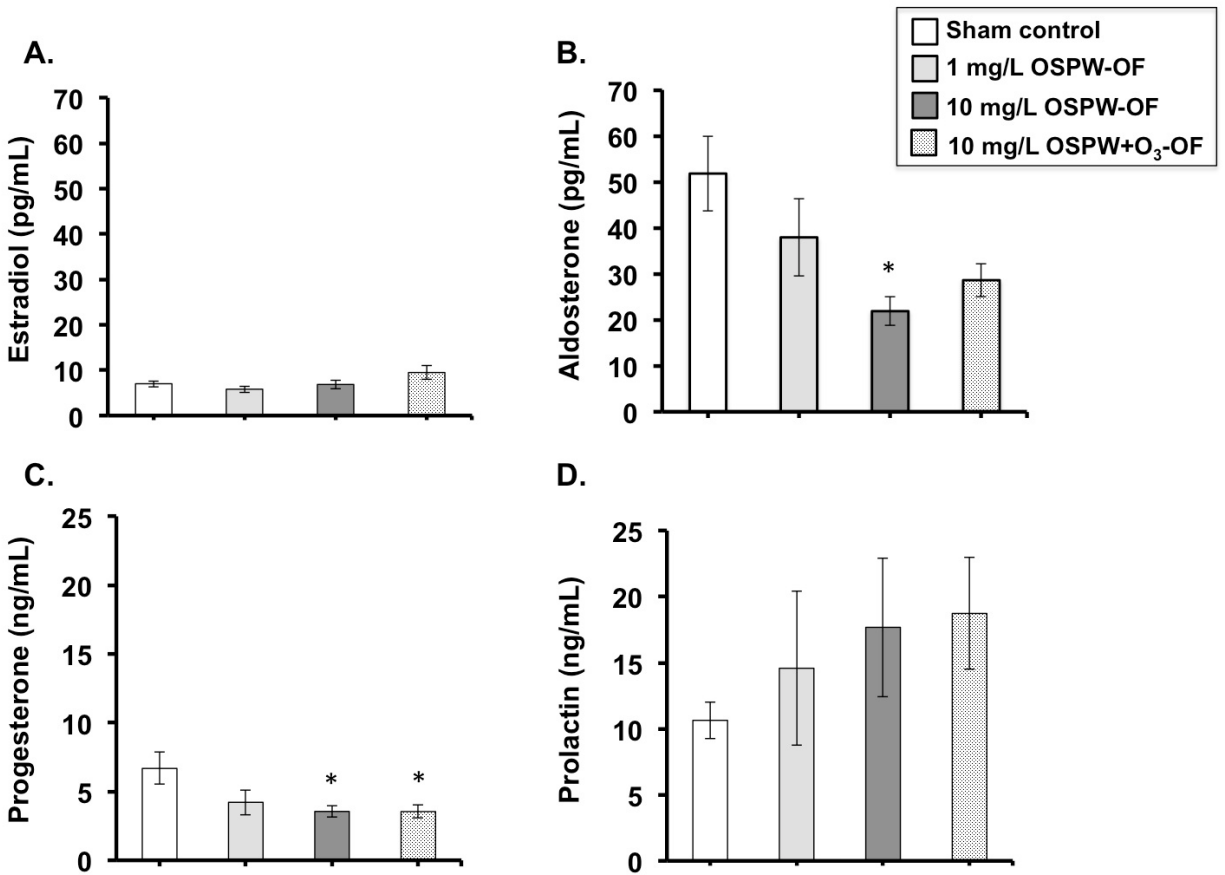 Sham control
1 mg/L OSPW-OF
10 mg/L OSPW-OF
10 mg/L OSPW+O₃-OF
A.
Estradiol (pg/mL)
70
60
50
40
30
20
10
0
B.
Aldosterone (pg/mL)
70
60
50
40
30
20
10
0
*
C.
Progesterone (ng/mL)
25
20
15
10
5
0
* *
D.
Prolactin (ng/mL)
25
20
15
10
5
0